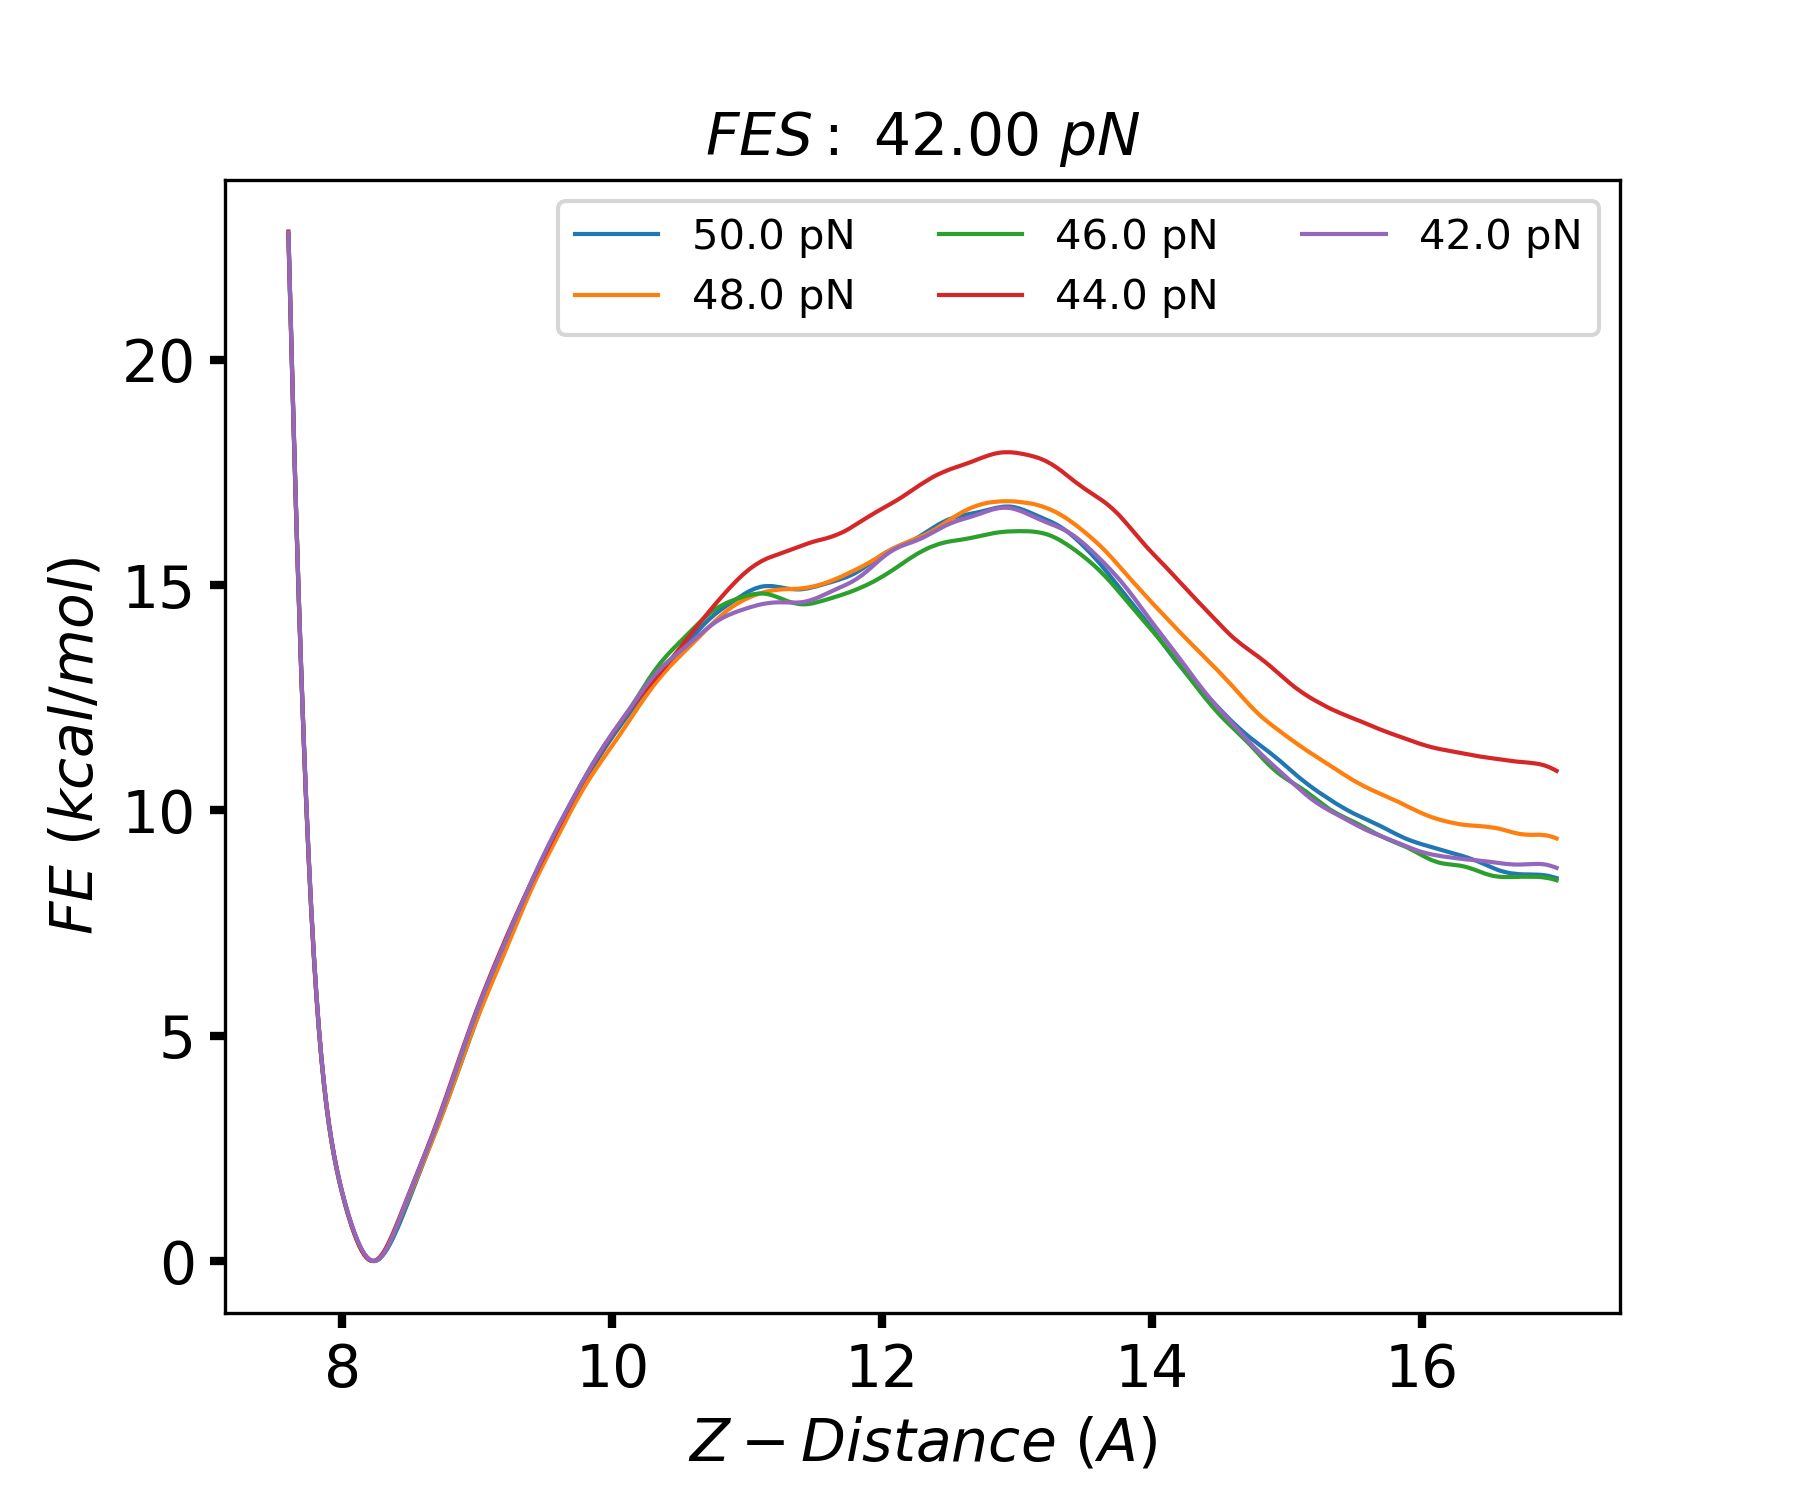 FES: 42.00 pN
50.0 pN 46.0 pN 42.0 pN
48.0 pN 44.0 pN
20
15
10
5
0
FE (kcal/mol)
8 10 12 14 16
Z − Distance (A)